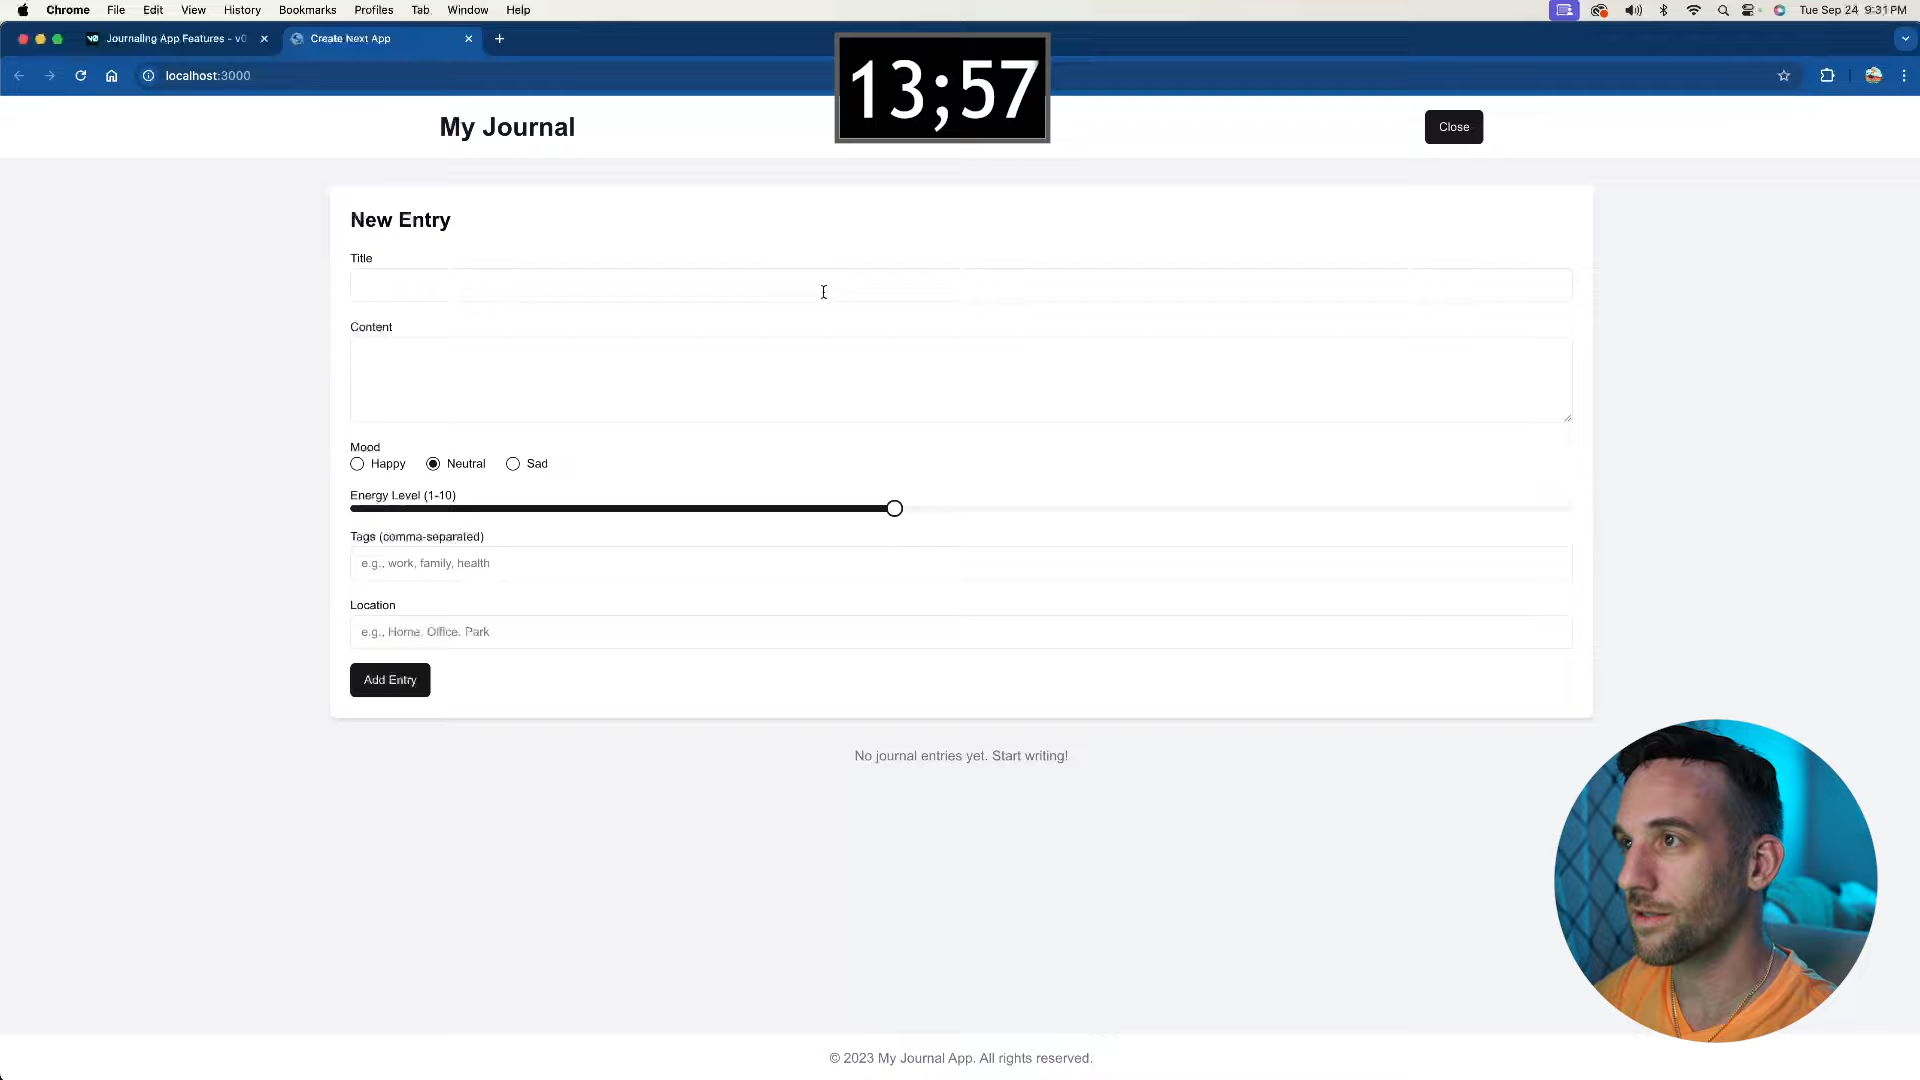 Chrome File Edit View History Bookmarks Profiles Tab Window Help Tue Sep 24 9:31 PM
Journaling App Features - v0
Create Next App
localhost:3000
13;57
My Journal
Close
New Entry
Title
Content
Mood
Happy Neutral Sad
Energy Level (1-10)
Tags (comma-separated)
e.g., work, family, health
Location
e.g., Home, Office, Park
Add Entry
No journal entries yet. Start writing!
© 2023 My Journal App. All rights reserved.